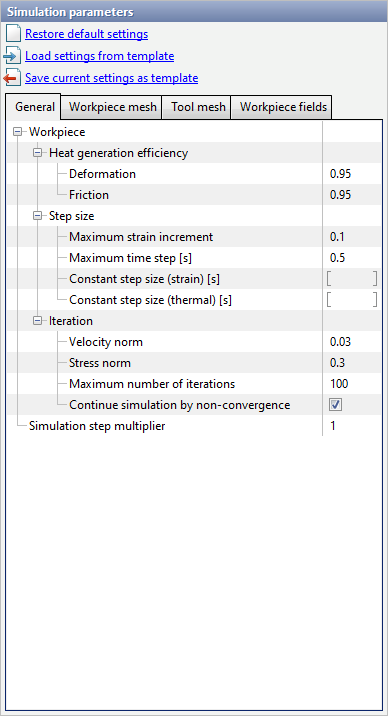 Simulation parameters
Restore default settings
Load settings from template
Save current settings as template
General Workpiece mesh Tool mesh Workpiece fields
Workpiece
Heat generation efficiency
Deformation 0.95
Friction 0.95
Step size
Maximum strain increment 0.1
Maximum time step [s] 0.5
Constant step size (strain) [s] [ ]
Constant step size (thermal) [s] [ ]
Iteration
Velocity norm 0.03
Stress norm 0.3
Maximum number of iterations 100
Continue simulation by non-convergence
Simulation step multiplier 1